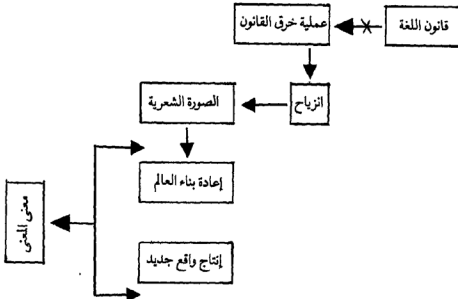 قانون اللغة
عملية خرق القانون
انزياح
الصورة الشعرية
إعادة بناء العالم
معنى المعنى
إنتاج واقع جديد